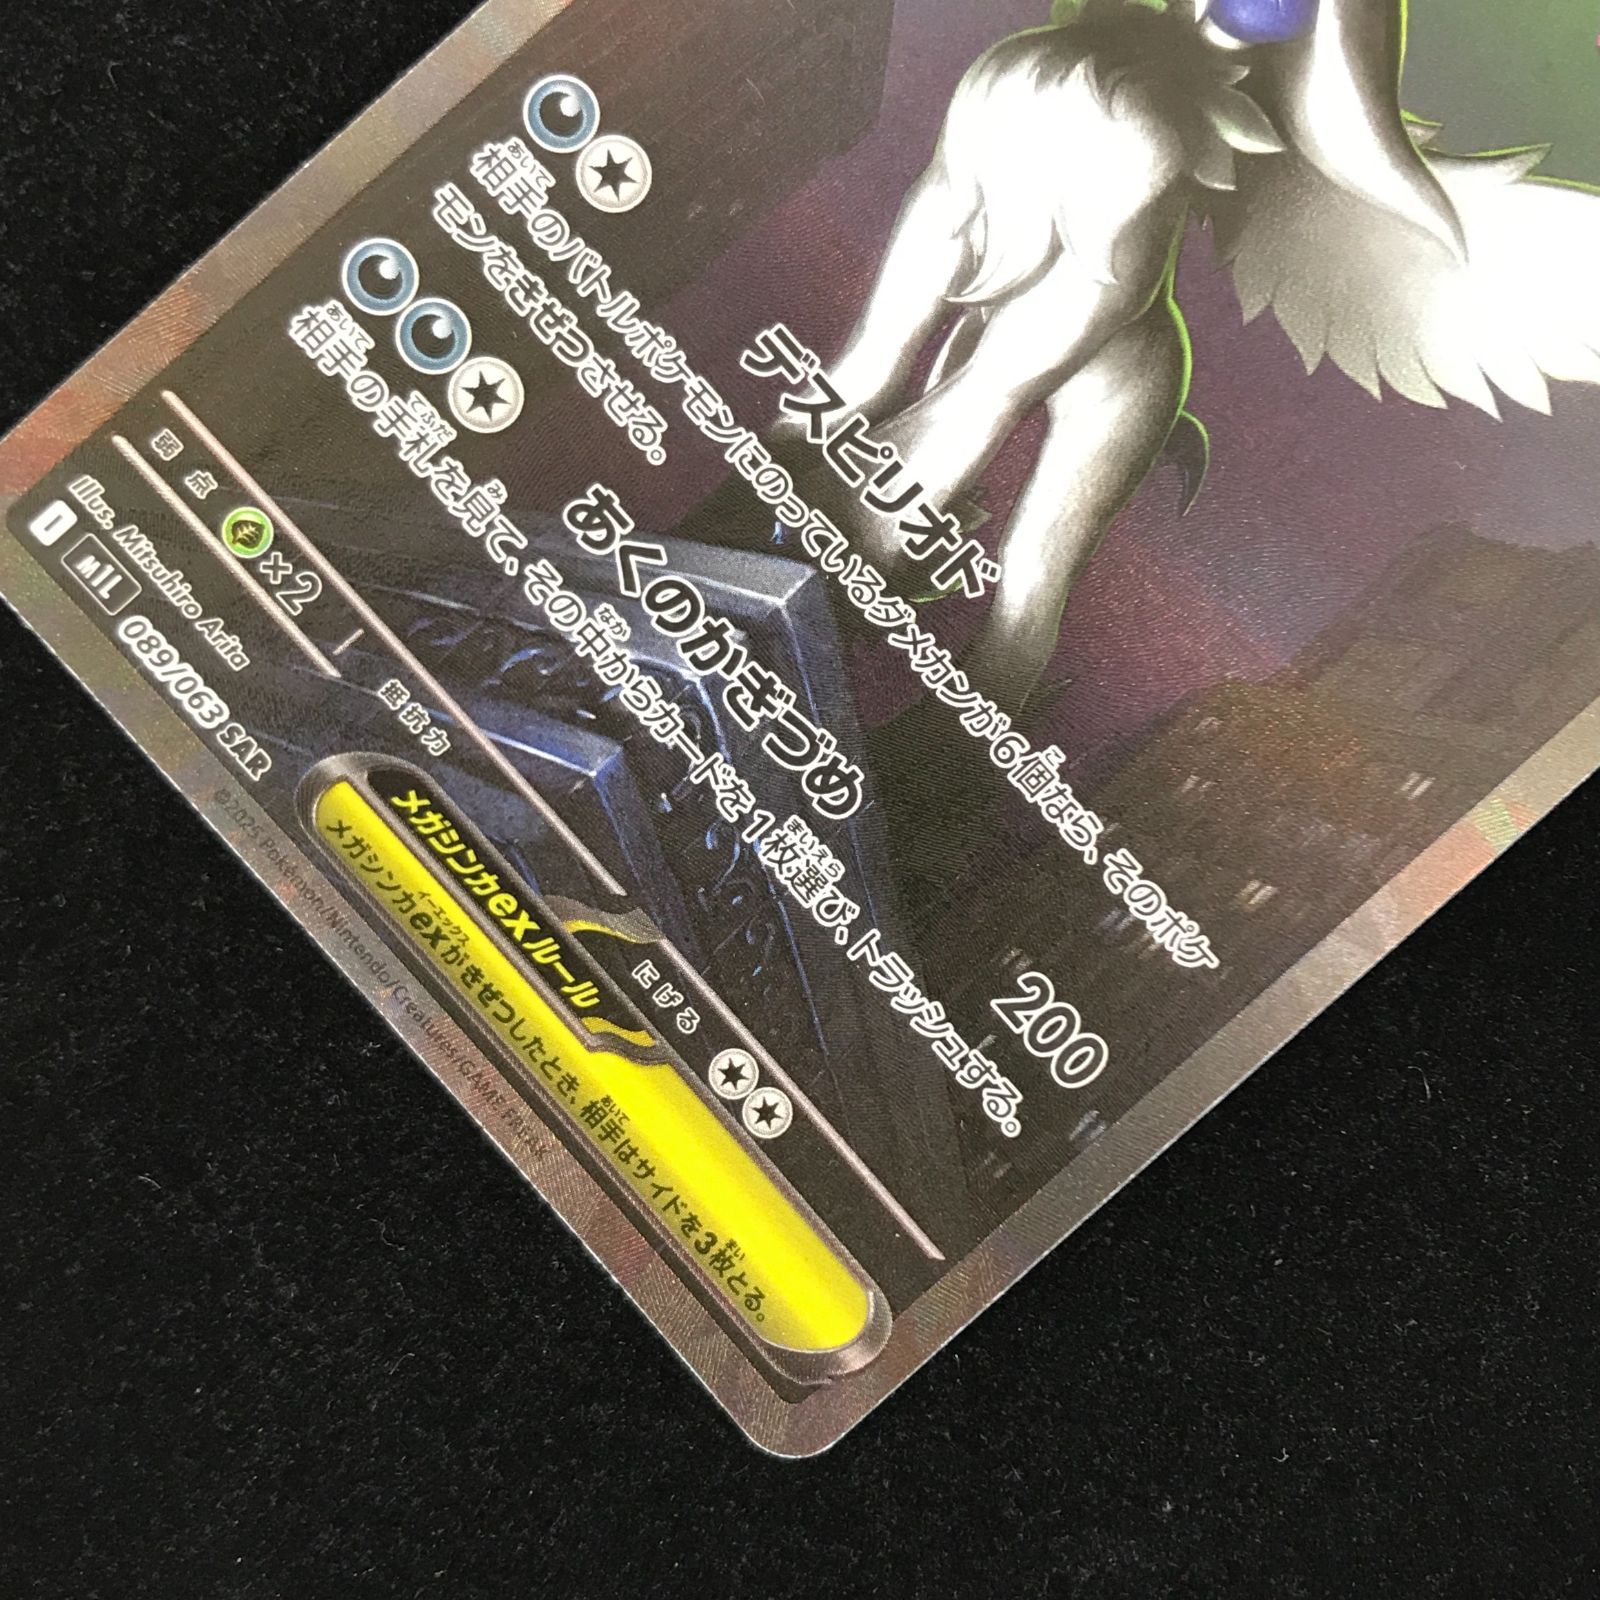 デスピリオド
相手のバトルポケモンにのっているダメカンが6個なら、そのポケ
モンをきぜつさせる。
あくのかぎづめ 200
相手の手札を見て、その中からカードを1枚選び、トラッシュする。
弱点 ×2 抵抗力 にげる
Illus. Mitsuhiro Arita
I M1L 089/063 SAR
©2025 Pokémon/Nintendo/Creatures/GAME FREAK
メガシンカexルール
メガシンカexがきぜつしたとき、相手はサイドを3枚とる。